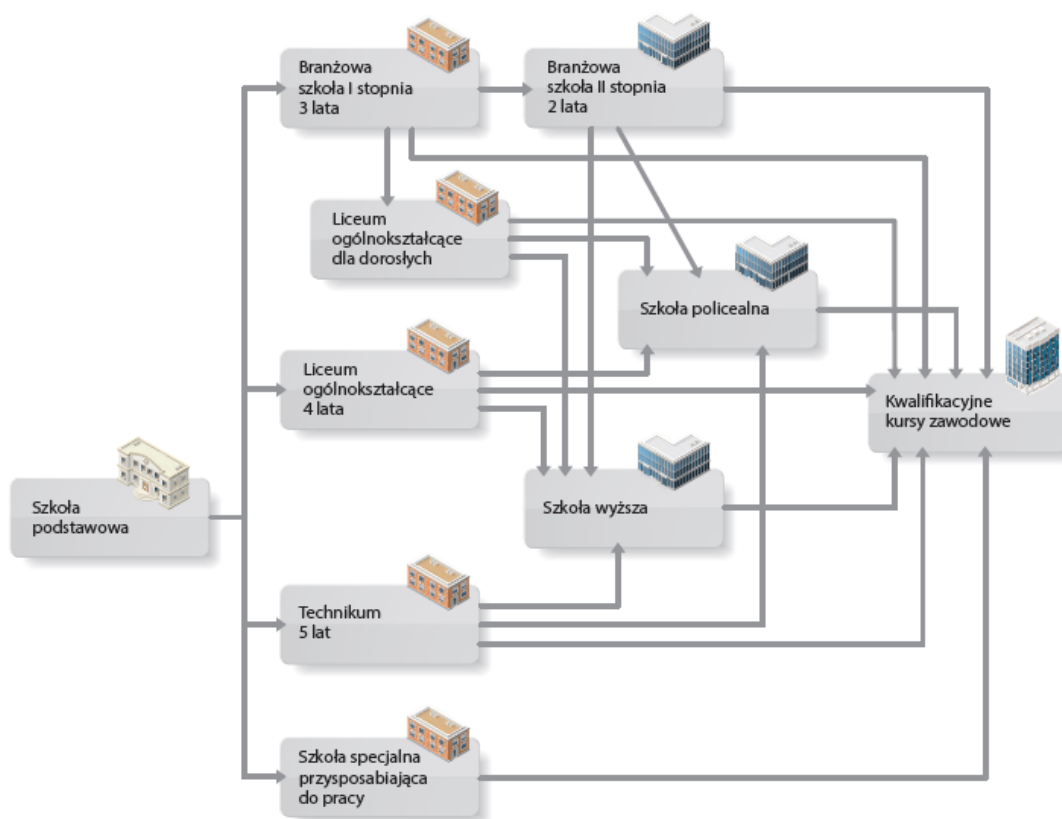 Branżowa
szkoła I stopnia
3 lata
Branżowa
szkoła II stopnia
2 lata
Liceum
ogólnokształcące
dla dorosłych
Szkoła policealna
Liceum
ogólnokształcące
4 lata
Kwalifikacyjne
kursy zawodowe
Szkoła
podstawowa
Szkoła wyższa
Technikum
5 lat
Szkoła specjalna
przysposabiająca
do pracy